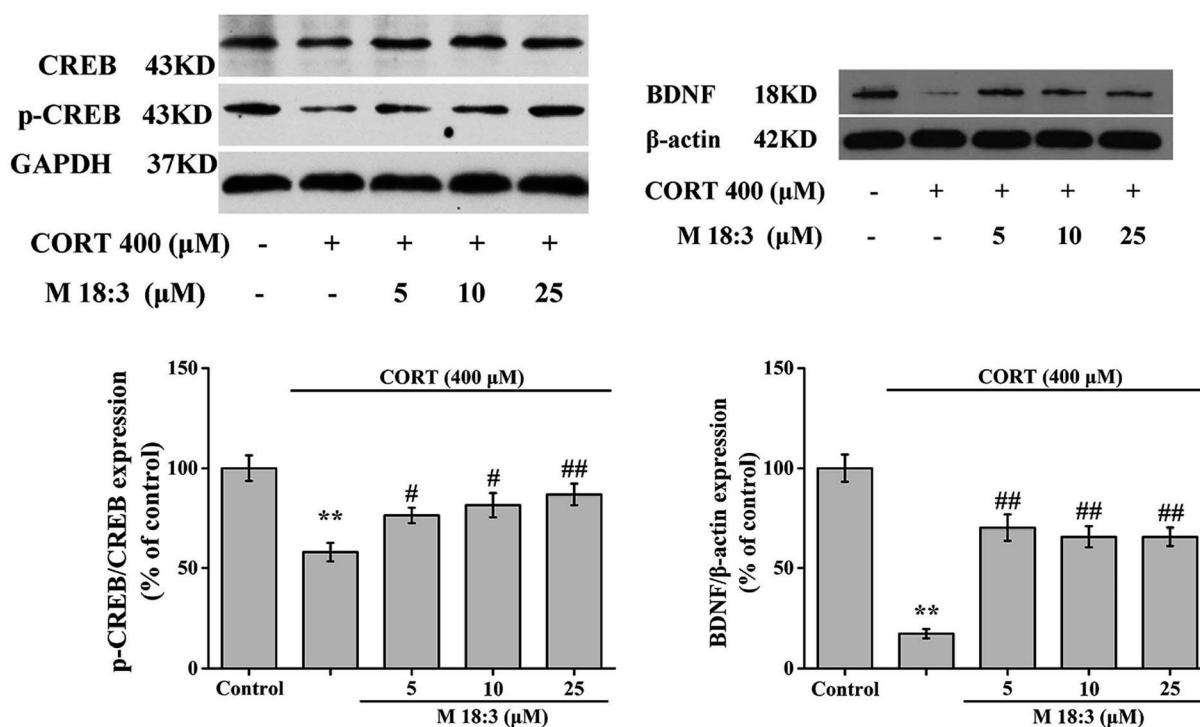 CREB 43KD
p-CREB 43KD
GAPDH 37KD
CORT 400 (μM) - + + + +
M 18:3 (μM) - - 5 10 25
BDNF 18KD
β-actin 42KD
CORT 400 (μM) - + + + +
M 18:3 (μM) - - 5 10 25
p-CREB/CREB expression
(% of control)
150
100
50
0
CORT (400 μM)
**
#
#
##
Control 5 10 25
M 18:3 (μM)
BDNF/β-actin expression
(% of control)
150
100
50
0
CORT (400 μM)
**
##
##
##
Control 5 10 25
M 18:3 (μM)